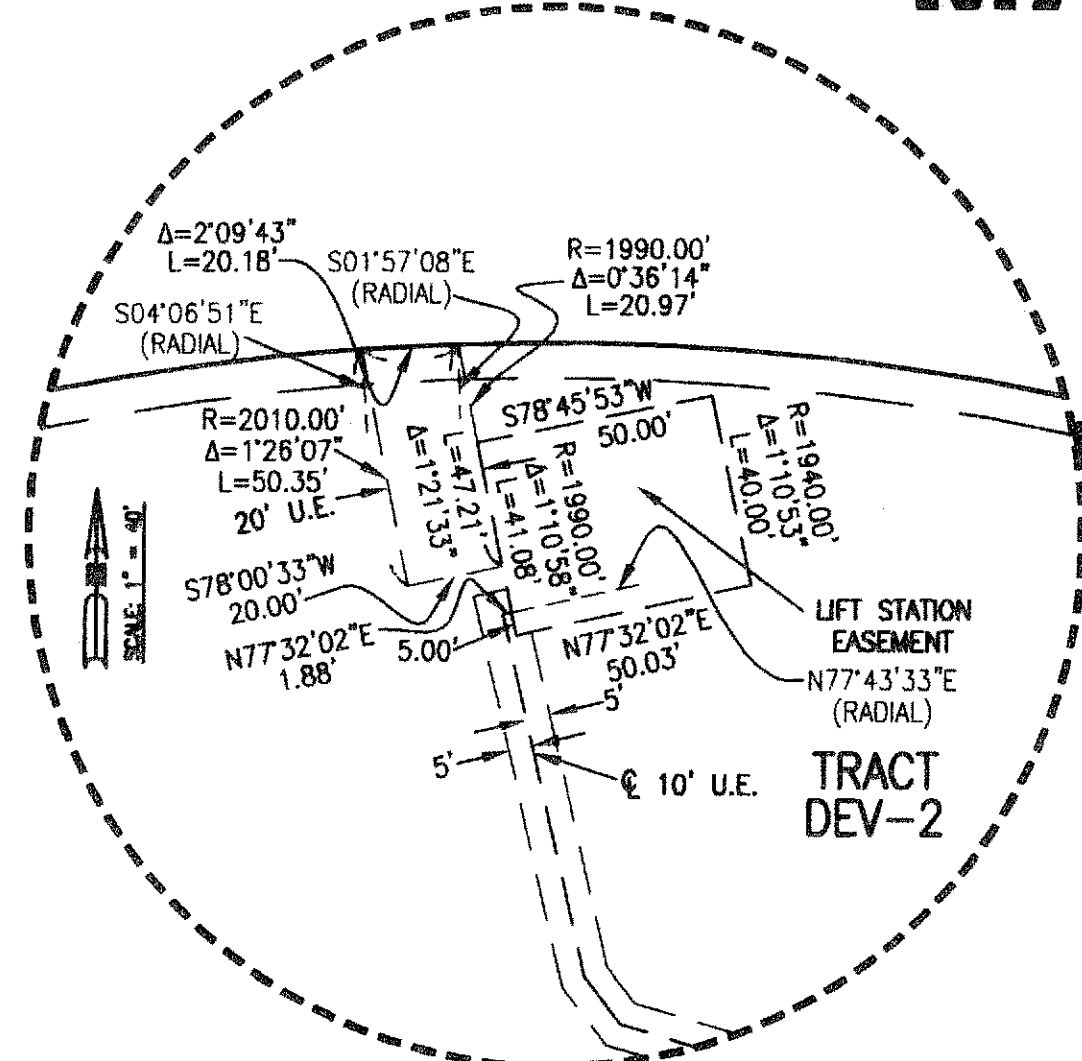 Δ=2°09'43"
L=20.18'
S01°57'08"E
(RADIAL)
R=1990.00'
Δ=0°36'14"
L=20.97'
S04°06'51"E
(RADIAL)
R=2010.00'
Δ=1°26'07"
L=50.35'
20' U.E.
Δ=1°21'33"
L=47.21'
L=41.08'
Δ=1°10'58"
R=1990.00'
S78°45'53"W
50.00'
R=1940.00'
Δ=1°10'53"
L=40.00'
SCALE: 1" = 40'
S78°00'33"W
20.00'
N77°32'02"E
1.88'
5.00'
N77°32'02"E
50.03'
LIFT STATION
EASEMENT
N77°43'33"E
(RADIAL)
5'
5'
℄ 10' U.E.
TRACT
DEV-2